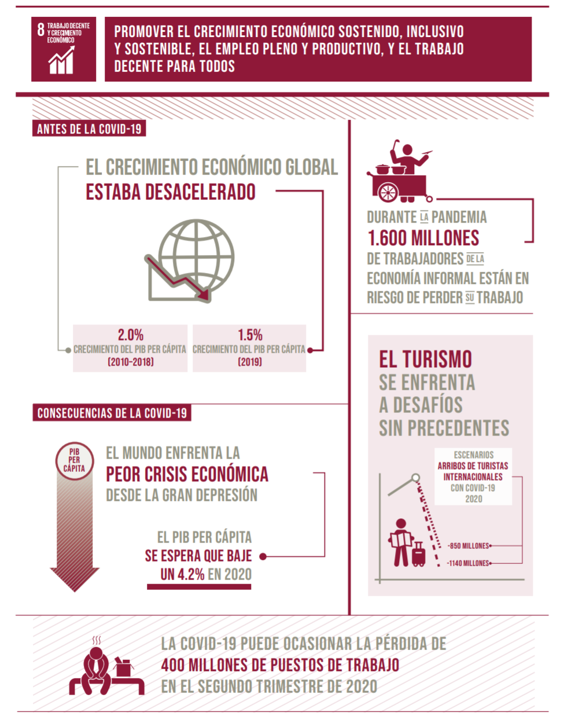 8 TRABAJO DECENTE
Y CRECIMIENTO
ECONÓMICO
PROMOVER EL CRECIMIENTO ECONÓMICO SOSTENIDO, INCLUSIVO
Y SOSTENIBLE, EL EMPLEO PLENO Y PRODUCTIVO, Y EL TRABAJO
DECENTE PARA TODOS
ANTES DE LA COVID-19
EL CRECIMIENTO ECONÓMICO GLOBAL
ESTABA DESACELERADO
2.0%
CRECIMIENTO DEL PIB PER CÁPITA
(2010-2018)
1.5%
CRECIMIENTO DEL PIB PER CÁPITA
(2019)
DURANTE LA PANDEMIA
1.600 MILLONES
DE TRABAJADORES DE LA
ECONOMÍA INFORMAL ESTÁN EN
RIESGO DE PERDER SU TRABAJO
CONSECUENCIAS DE LA COVID-19
PIB
PER
CÁPITA
EL MUNDO ENFRENTA LA
PEOR CRISIS ECONÓMICA
DESDE LA GRAN DEPRESIÓN
EL PIB PER CÁPITA
SE ESPERA QUE BAJE
UN 4.2% EN 2020
EL TURISMO
SE ENFRENTA
A DESAFÍOS
SIN PRECEDENTES
ESCENARIOS
ARRIBOS DE TURISTAS
INTERNACIONALES
CON COVID-19
2020
-850 MILLONES
-1140 MILLONES
LA COVID-19 PUEDE OCASIONAR LA PÉRDIDA DE
400 MILLONES DE PUESTOS DE TRABAJO
EN EL SEGUNDO TRIMESTRE DE 2020